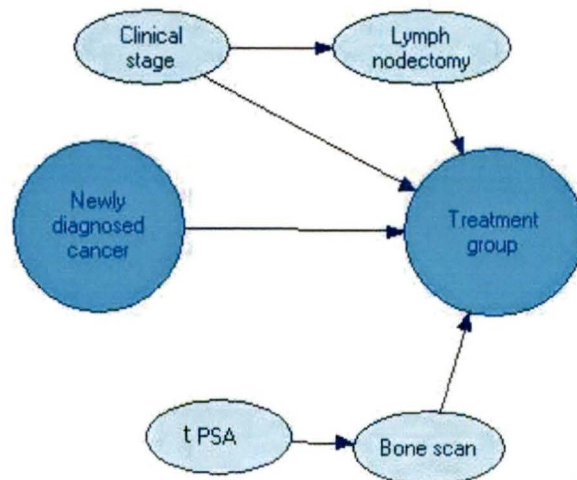 Clinical
stage
Lymph
nodectomy
Newly
diagnosed
cancer
Treatment
group
t PSA
Bone scan